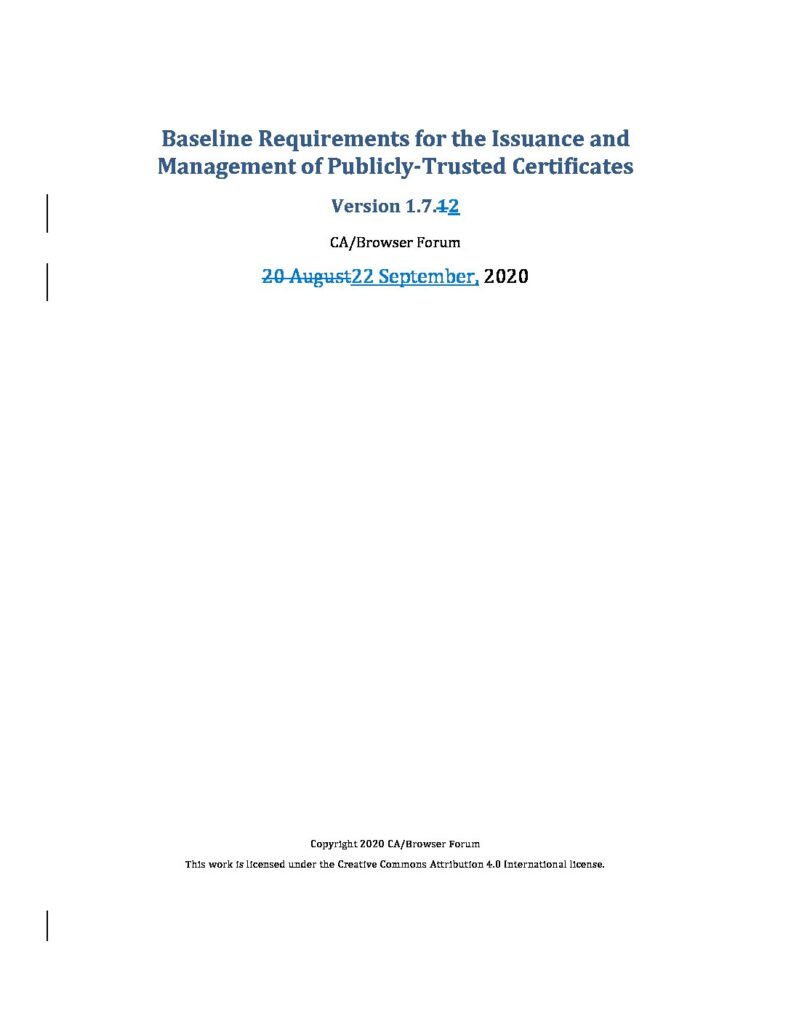 Baseline Requirements for the Issuance and
Management of Publicly-Trusted Certificates
Version 1.7.12
CA/Browser Forum
20 August22 September, 2020
Copyright 2020 CA/Browser Forum
This work is licensed under the Creative Commons Attribution 4.0 International license.